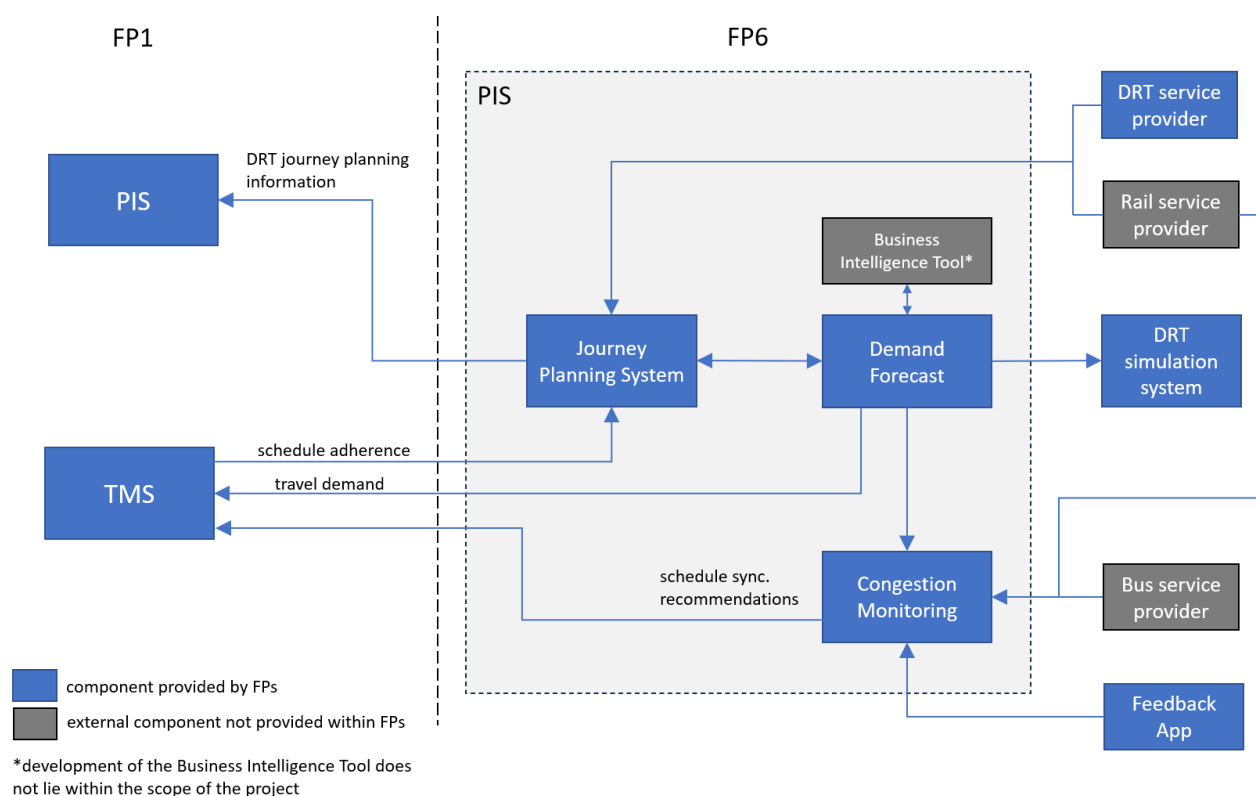 FP1
FP6
PIS
DRT service
provider
DRT journey planning
information
PIS
Rail service
provider
Business
Intelligence Tool*
Journey
Planning System
Demand
Forecast
DRT
simulation
system
schedule adherence
TMS
travel demand
schedule sync.
recommendations
Congestion
Monitoring
Bus service
provider
component provided by FPs
external component not provided within FPs
Feedback
App
*development of the Business Intelligence Tool does
not lie within the scope of the project